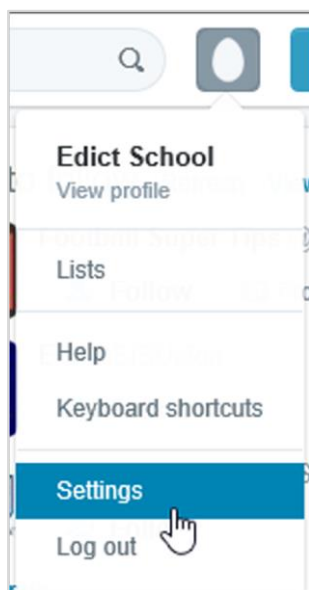 Edict School
View profile
Lists
Help
Keyboard shortcuts
Settings
Log out